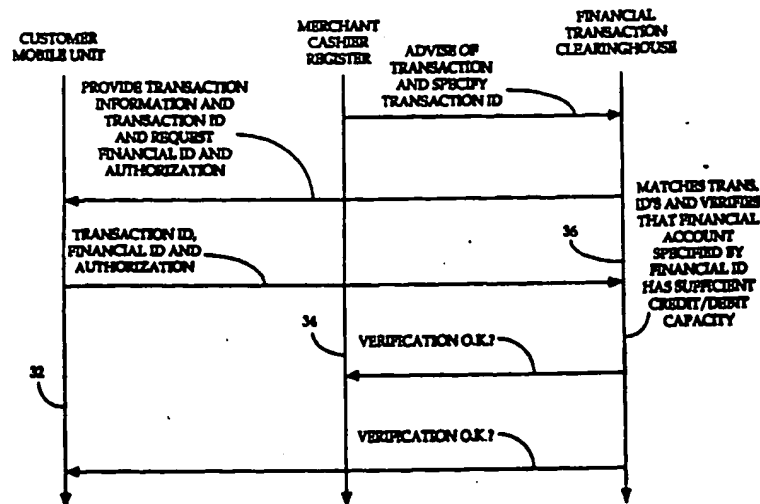 CUSTOMER
MOBILE UNIT
MERCHANT
CASHIER
REGISTER
FINANCIAL
TRANSACTION
CLEARINGHOUSE
ADVISE OF
TRANSACTION
AND SPECIFY
TRANSACTION ID
PROVIDE TRANSACTION
INFORMATION AND
TRANSACTION ID
AND REQUEST
FINANCIAL ID AND
AUTHORIZATION
MATCHES TRANS.
ID'S AND VERIFIES
THAT FINANCIAL
ACCOUNT
SPECIFIED BY
FINANCIAL ID
HAS SUFFICIENT
CREDIT/DEBIT
CAPACITY
TRANSACTION ID,
FINANCIAL ID AND
AUTHORIZATION
36
34
VERIFICATION O.K.?
32
VERIFICATION O.K.?